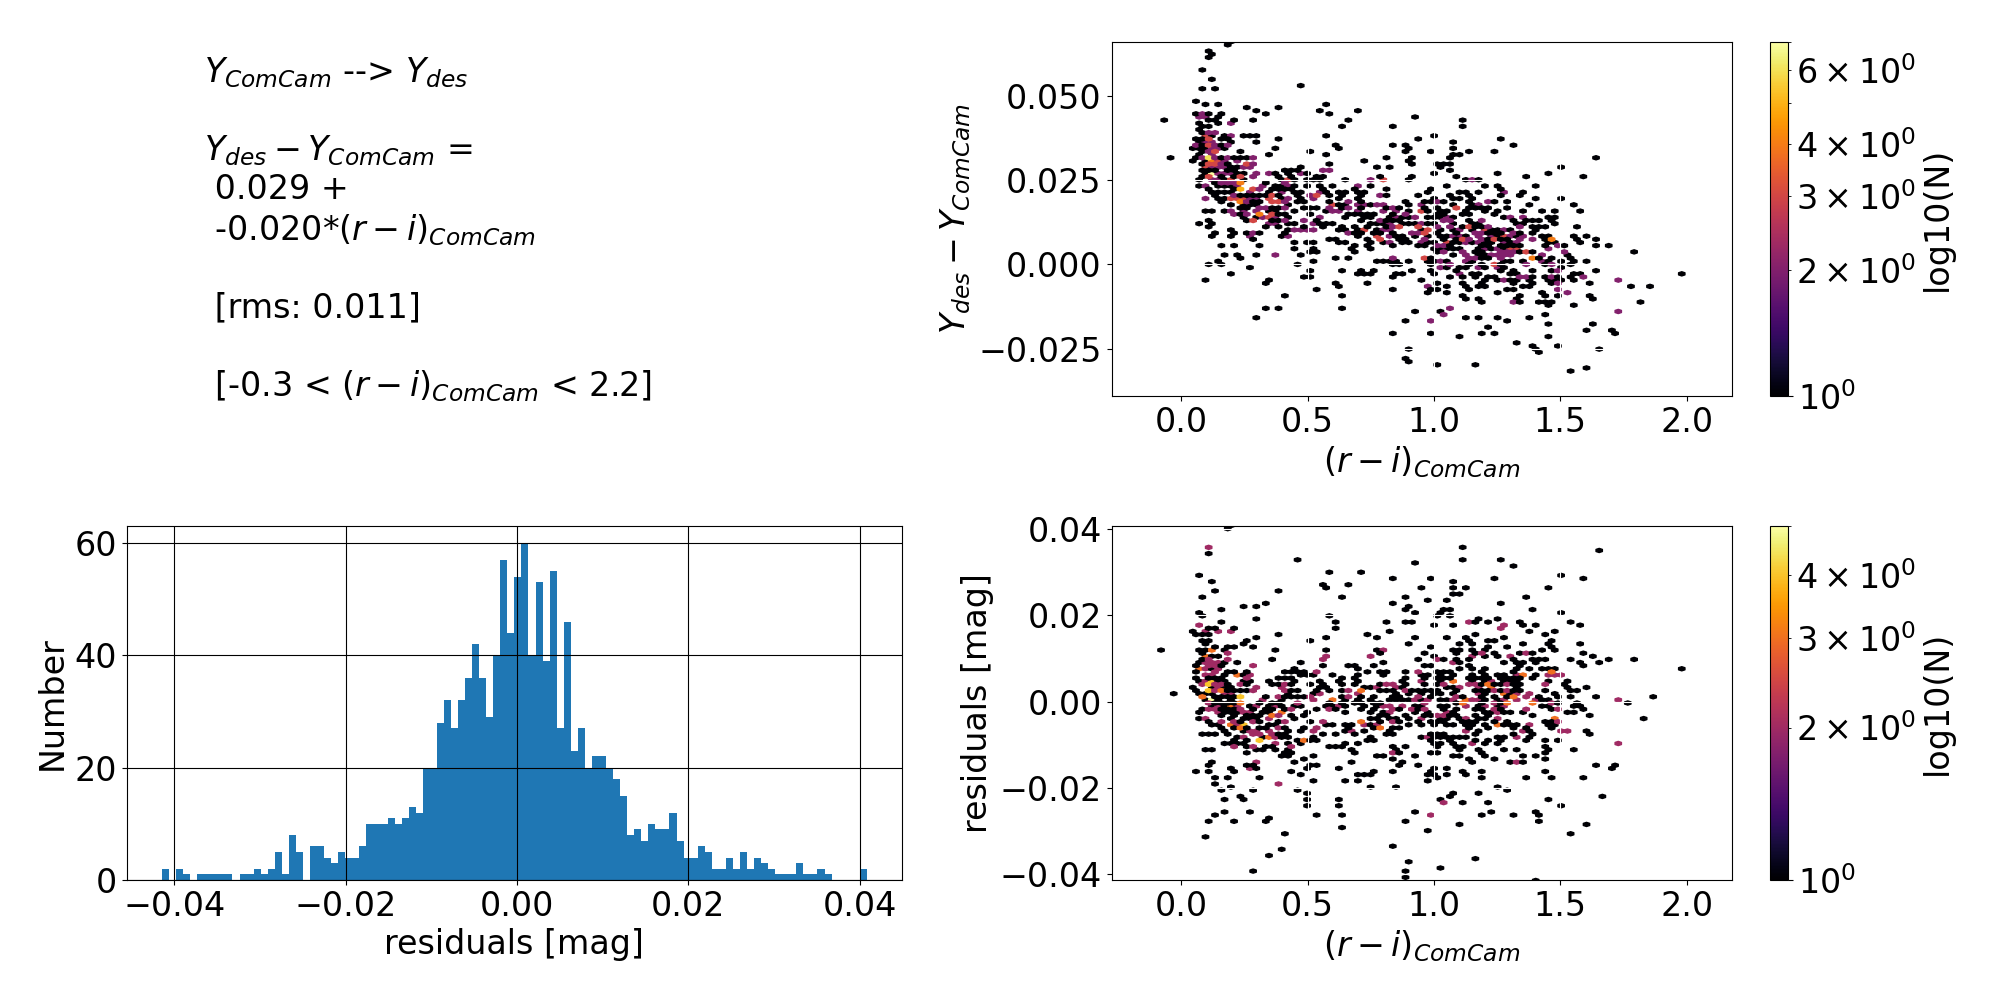 Y_ComCam --> Y_des
Y_des − Y_ComCam =
0.029 +
-0.020*(r − i)_ComCam
[rms: 0.011]
[-0.3 < (r − i)_ComCam < 2.2]
0.050
0.025
0.000
−0.025
Y_des − Y_ComCam
0.0 0.5 1.0 1.5 2.0
(r − i)_ComCam
6 × 10^0
4 × 10^0
3 × 10^0
2 × 10^0
10^0
log10(N)
60
40
20
0
Number
−0.04 −0.02 0.00 0.02 0.04
residuals [mag]
0.04
0.02
0.00
−0.02
−0.04
residuals [mag]
0.0 0.5 1.0 1.5 2.0
(r − i)_ComCam
4 × 10^0
3 × 10^0
2 × 10^0
10^0
log10(N)